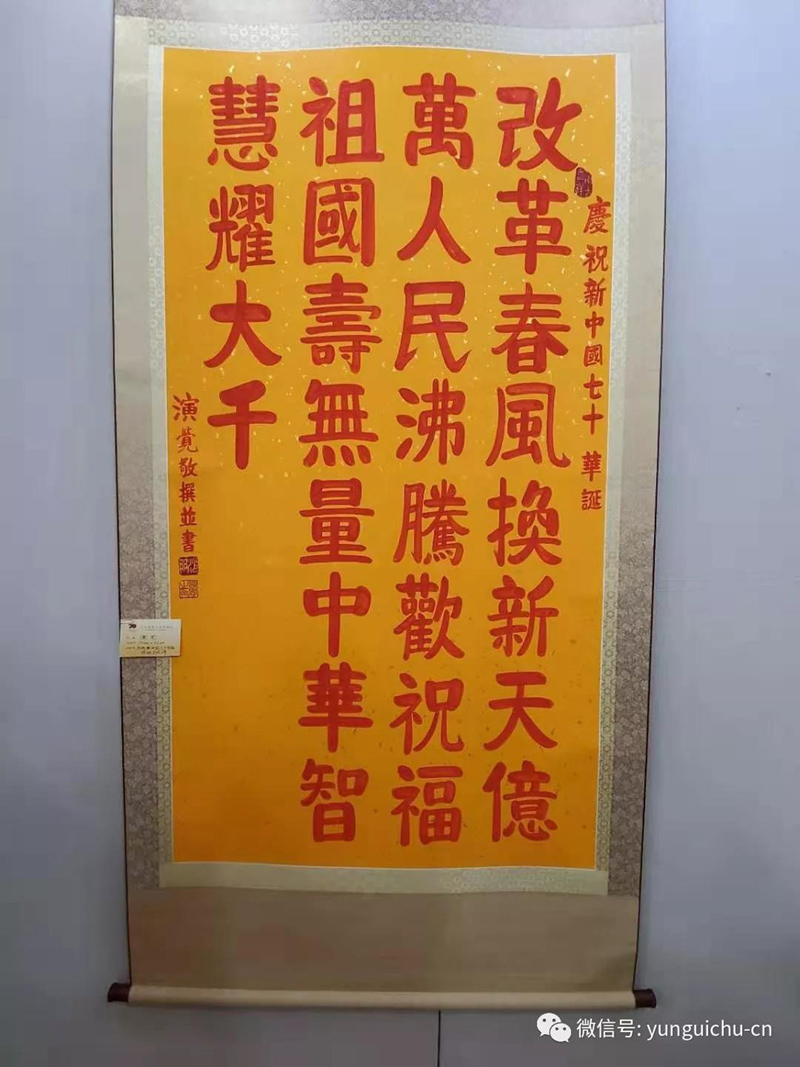 慶祝新中國七十華誕
改革春風換新天億
萬人民沸騰歡祝福
祖國壽無量中華智
慧耀大千
演覺敬撰並書
微信号: yunguichu-cn